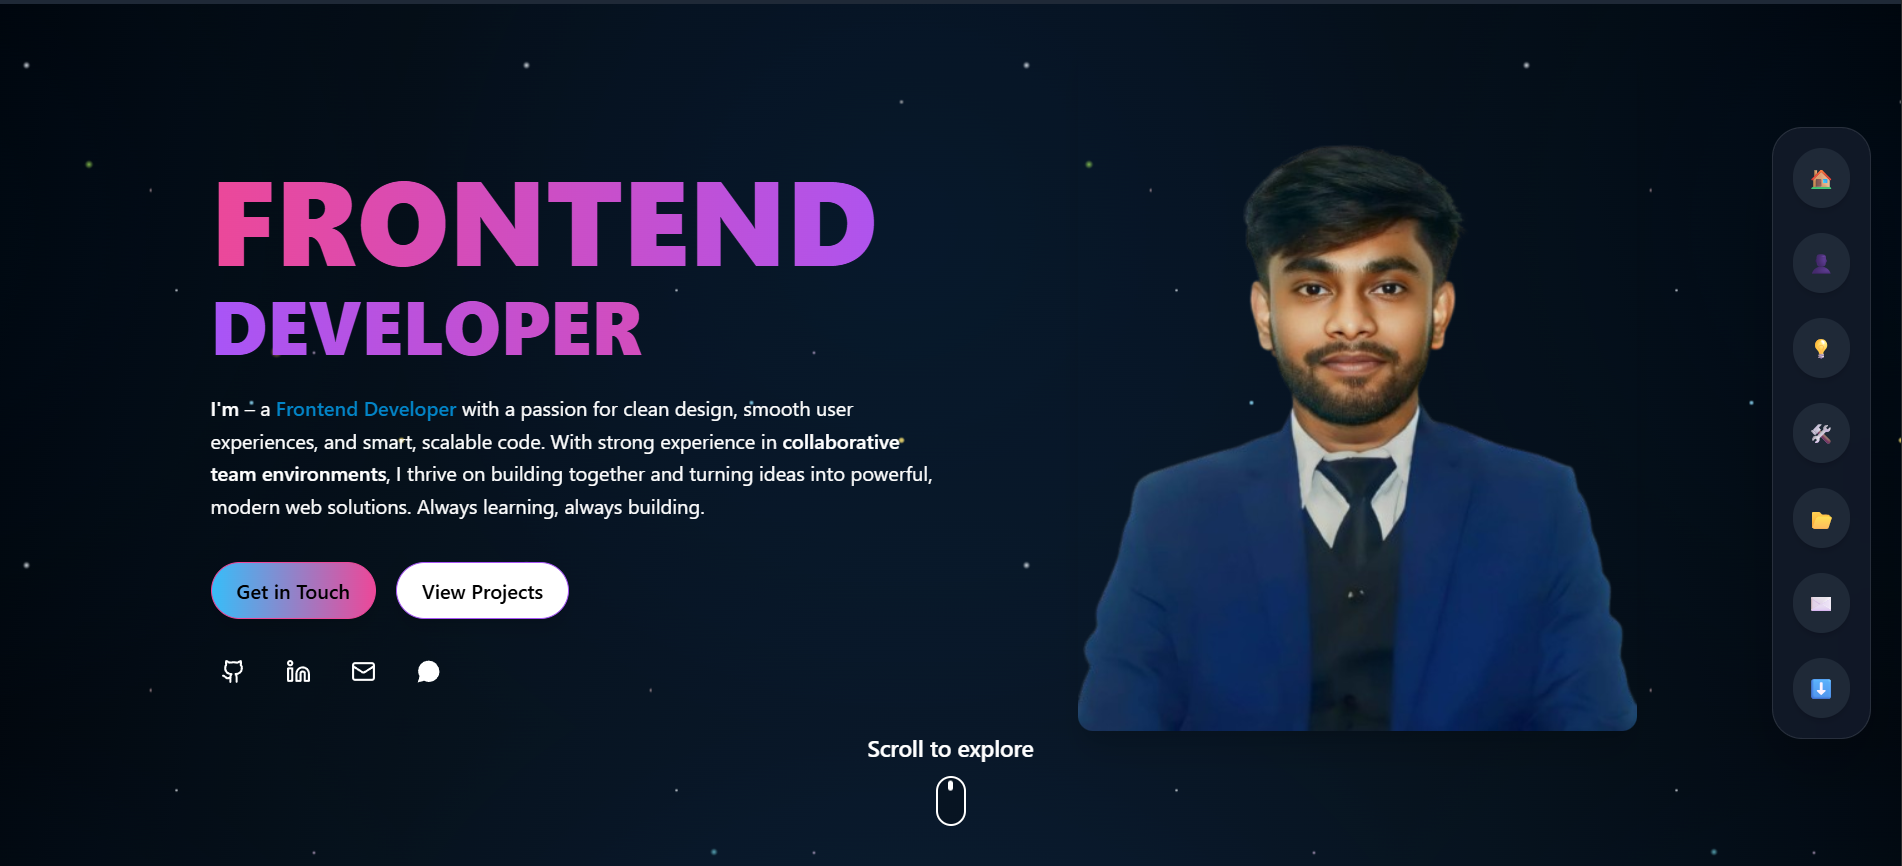 FRONTEND
DEVELOPER
I'm – a Frontend Developer with a passion for clean design, smooth user
experiences, and smart, scalable code. With strong experience in collaborative
team environments, I thrive on building together and turning ideas into powerful,
modern web solutions. Always learning, always building.
Get in Touch
View Projects
Scroll to explore